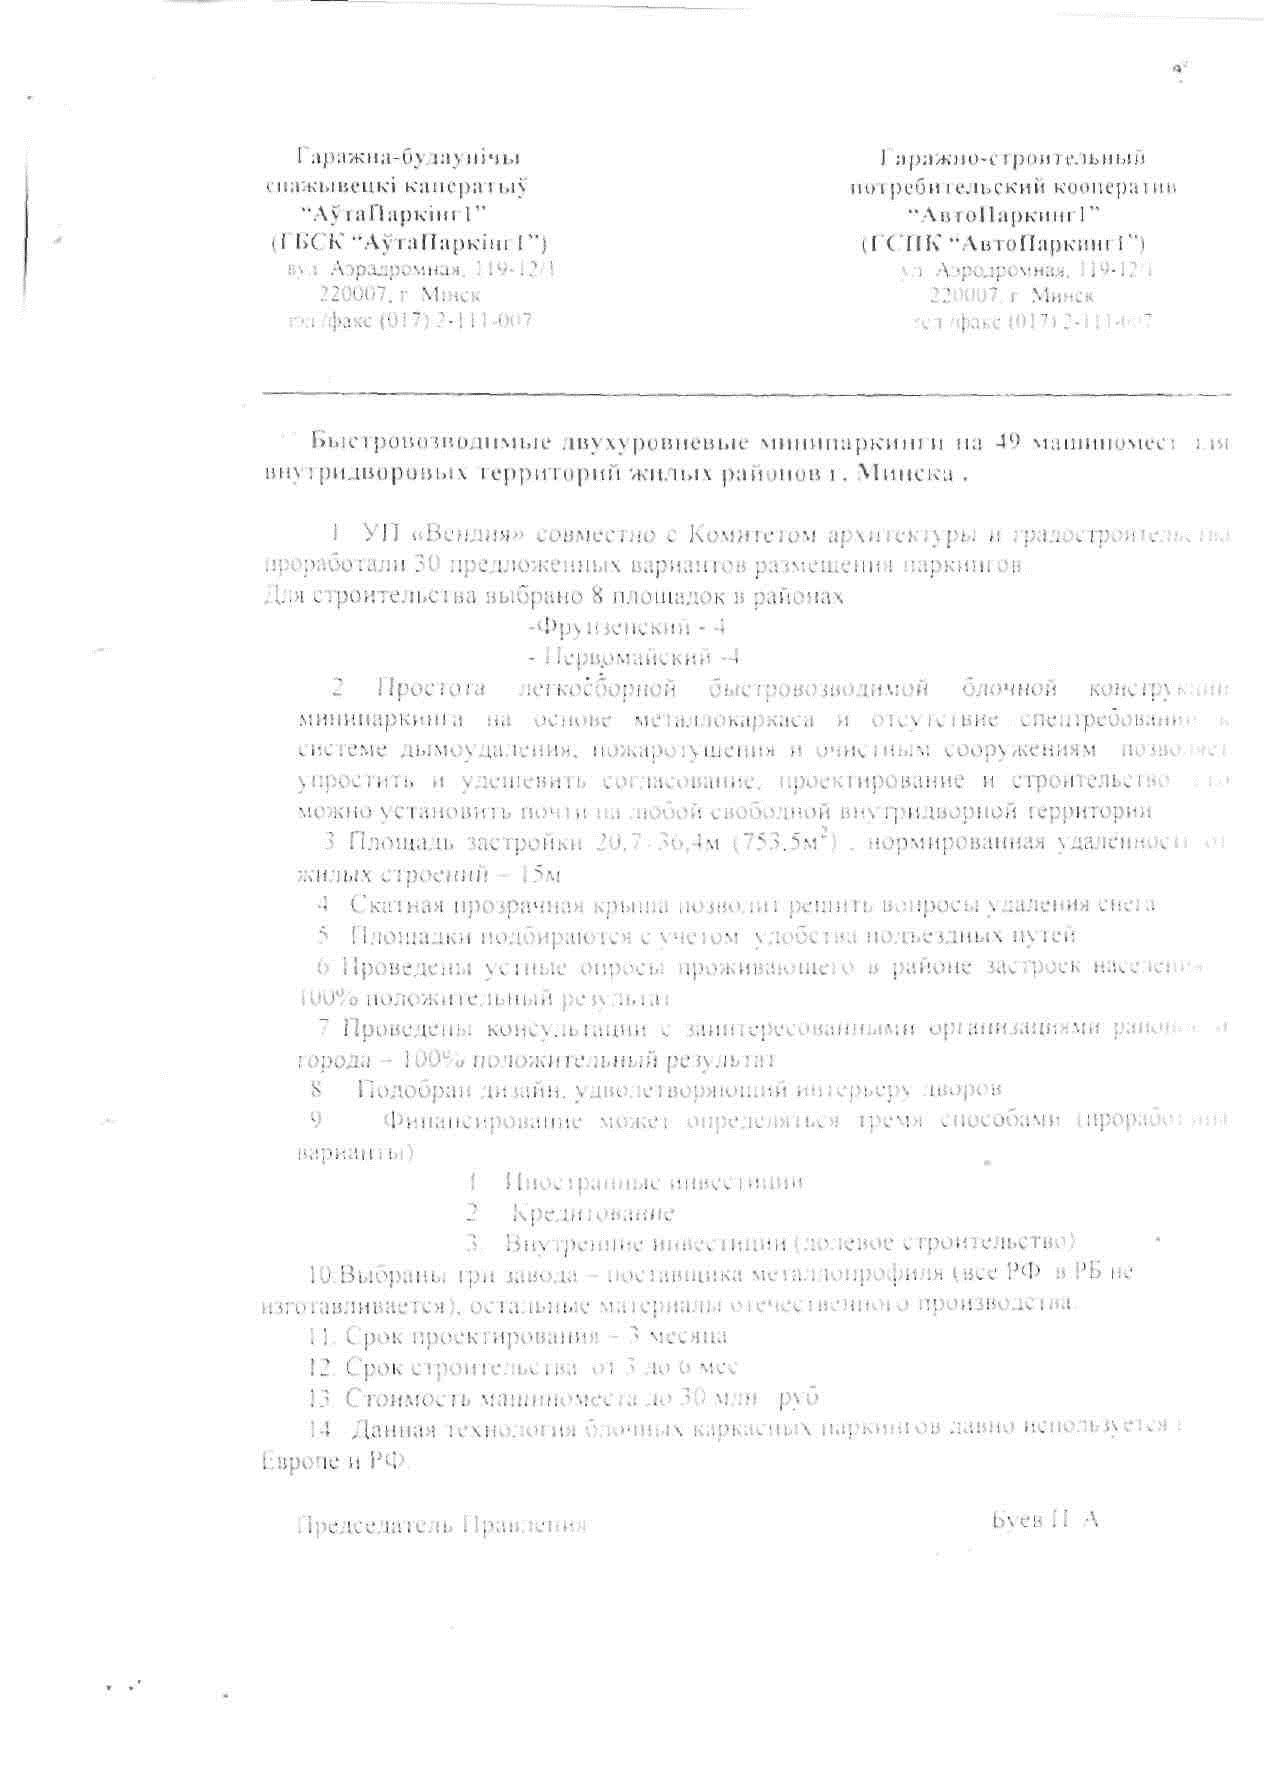 Гаражна-будаўнічы
спажывецкі каператыў
“АўтаПаркінг1”
(ГБСК “АўтаПаркінг1”)
вул. Аэрадромная, 119-12/1
220007, г. Мінск
тэл./факс (017) 2-111-007
Гаражно-строительный
потребительский кооператив
“АвтоПаркинг1”
(ГСПК “АвтоПаркинг1”)
ул. Аэродромная, 119-12/1
220007, г. Минск
тел./факс (017) 2-111-007
Быстровозводимые двухуровневые минипаркинги на 49 машиномест для
внутридворовых территорий жилых районов г. Минска .
1 УП «Вендия» совместно с Комитетом архитектуры и градостроительства
проработали 30 предложенных вариантов размещения паркингов
Для строительства выбрано 8 площадок в районах
-Фрунзенский - 4
- Первомайский -4
2 Простота легкосборной быстровозводимой блочной конструкции
минипаркинга на основе металлокаркаса и отсутствие спецтребований к
системе дымоудаления, пожаротушения и очистным сооружениям позволяет
упростить и удешевить согласование, проектирование и строительство
можно установить почти на любой свободной внутридворной территории
3 Площадь застройки 20,7*36,4м (753,5м²) , нормированная удаленность от
жилых строений – 15м
4 Скатная прозрачная крыша позволит решить вопросы удаления снега
5 Площадки подбираются с учетом удобства подъездных путей
6 Проведены устные опросы проживающего в районе застроек населения
100% положительный результат
7 Проведены консультации с заинтересованными организациями района и
города – 100% положительный результат
8 Подобран дизайн, удволетворяющий интерьеру дворов
9 Финансирование может определяться тремя способами (проработаны
варианты)
1 Иностранные инвестиции
2 Кредитование
3. Внутренние инвестиции (долевое строительство)
10.Выбраны три завода – поставщика металлопрофиля (все РФ в РБ не
изготавливается), остальные материалы отечественного производства.
11. Срок проектирования – 3 месяца
12. Срок строительства от 3 до 6 мес
13. Стоимость машиноместа до 30 млн. руб
14. Данная технология блочных каркасных паркингов давно используется в
Европе и РФ.
Председатель Правления
Буев П А